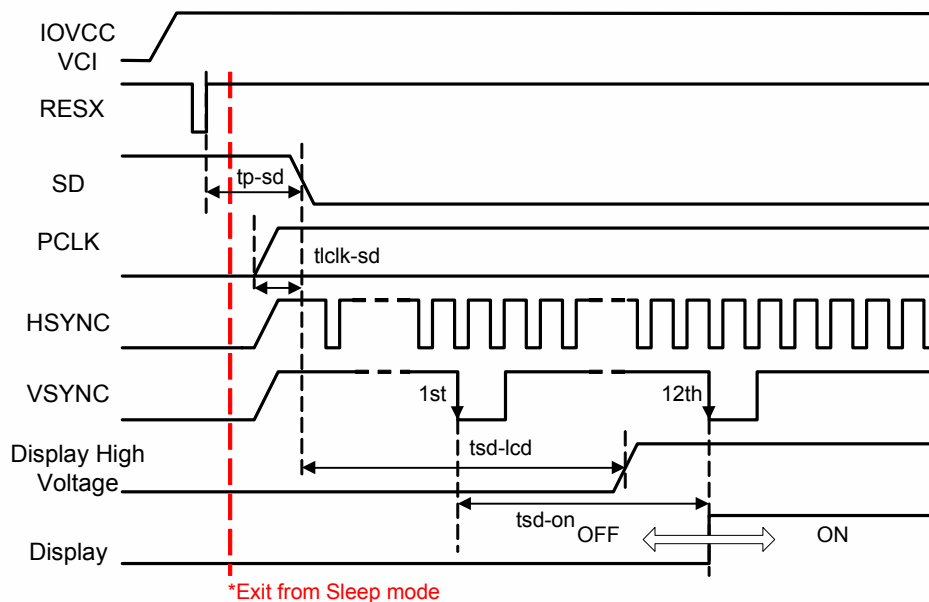 IOVCC
VCI
RESX
SD
tp-sd
PCLK
tlclk-sd
HSYNC
VSYNC
1st
12th
Display High
Voltage
tsd-lcd
tsd-on
OFF
ON
Display
*Exit from Sleep mode